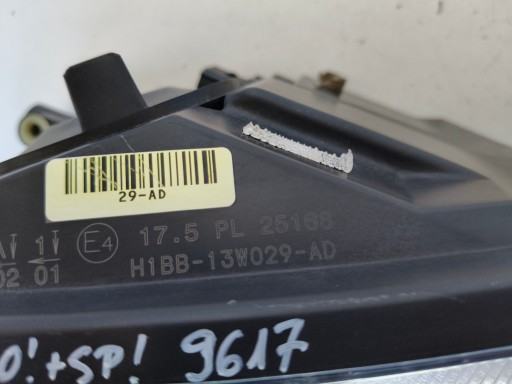 29-AD
E4 17.5 PL 25168
02 01 H1BB-13W029-AD
O!+SP! 9617